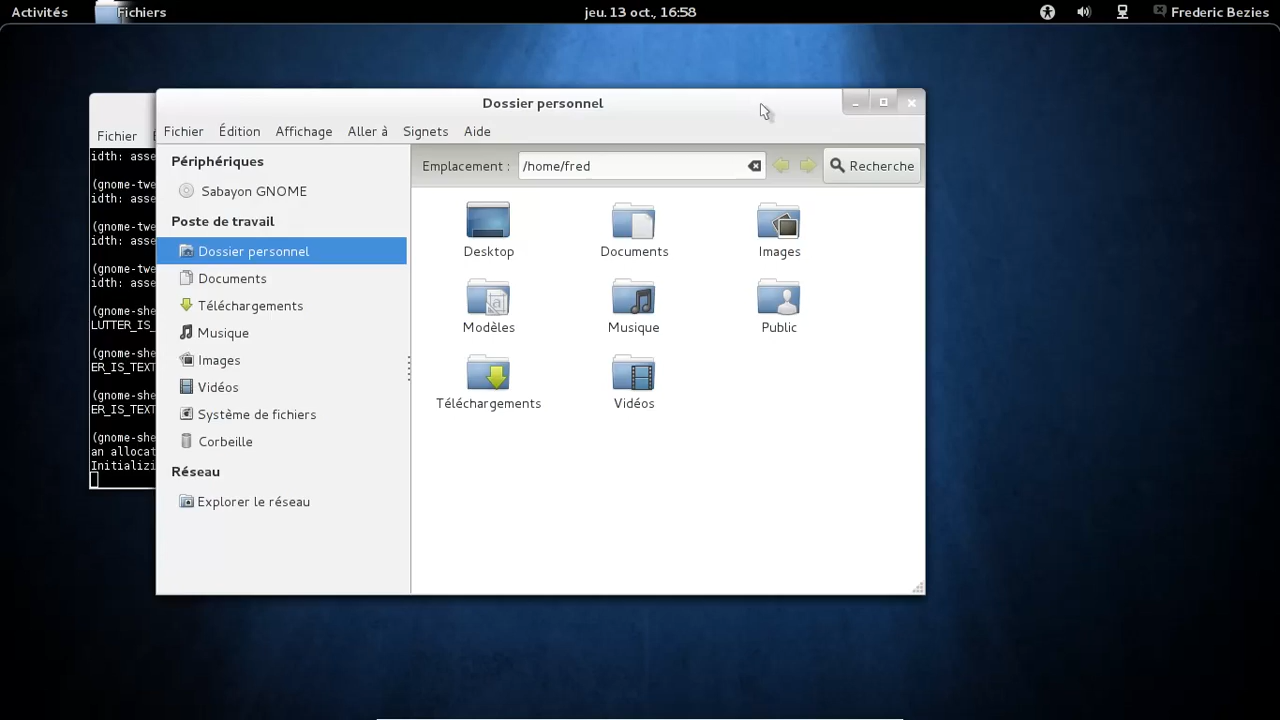 Activités
Fichiers
jeu. 13 oct., 16:58
Frederic Bezies
Dossier personnel
Fichier Édition Affichage Aller à Signets Aide
Périphériques
Sabayon GNOME
Poste de travail
Dossier personnel
Documents
Téléchargements
Musique
Images
Vidéos
Système de fichiers
Corbeille
Réseau
Explorer le réseau
Emplacement : /home/fred Recherche
Desktop Documents Images
Modèles Musique Public
Téléchargements Vidéos
Fichier
idth: asse
(gnome-twe
idth: asse
(gnome-twe
idth: asse
(gnome-twe
idth: asse
(gnome-she
LUTTER_IS_
(gnome-she
ER_IS_TEXT
(gnome-she
ER_IS_TEXT
(gnome-she
an allocat
Initializi